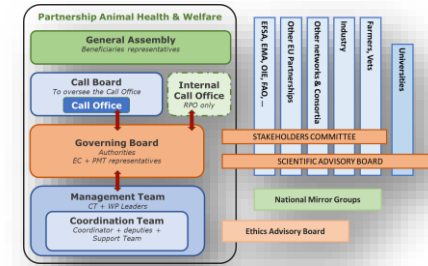 Partnership Animal Health & Welfare
General Assembly
Beneficiaries representatives
Call Board
To oversee the Call Office
Call Office
Internal
Call Office
RPO only
Governing Board
Authorities
EC + PMT representatives
Management Team
CT + WP Leaders
Coordination Team
Coordinator + deputies +
Support Team
EFSA, EMA, OIE, FAO, ...
Other EU Partnerships
Other networks &
Consortia
Industry
Farmers, Vets
Universities
STAKEHOLDERS COMMITTEE
SCIENTIFIC ADVISORY BOARD
National Mirror Groups
Ethics Advisory Board